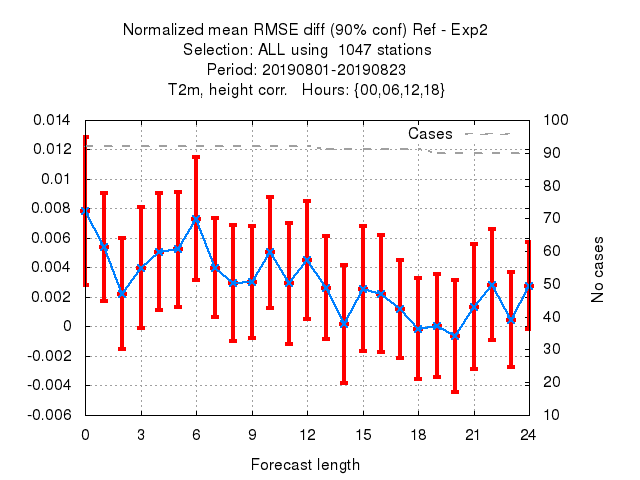 Normalized mean RMSE diff (90% conf) Ref - Exp2
Selection: ALL using  1047 stations
Period: 20190801-20190823
T2m, height corr.   Hours: {00,06,12,18}
Cases
0.014
0.012
0.01
0.008
0.006
0.004
0.002
0
-0.002
-0.004
-0.006
100
90
80
70
60
50
40
30
20
10
No cases
0 3 6 9 12 15 18 21 24
Forecast length